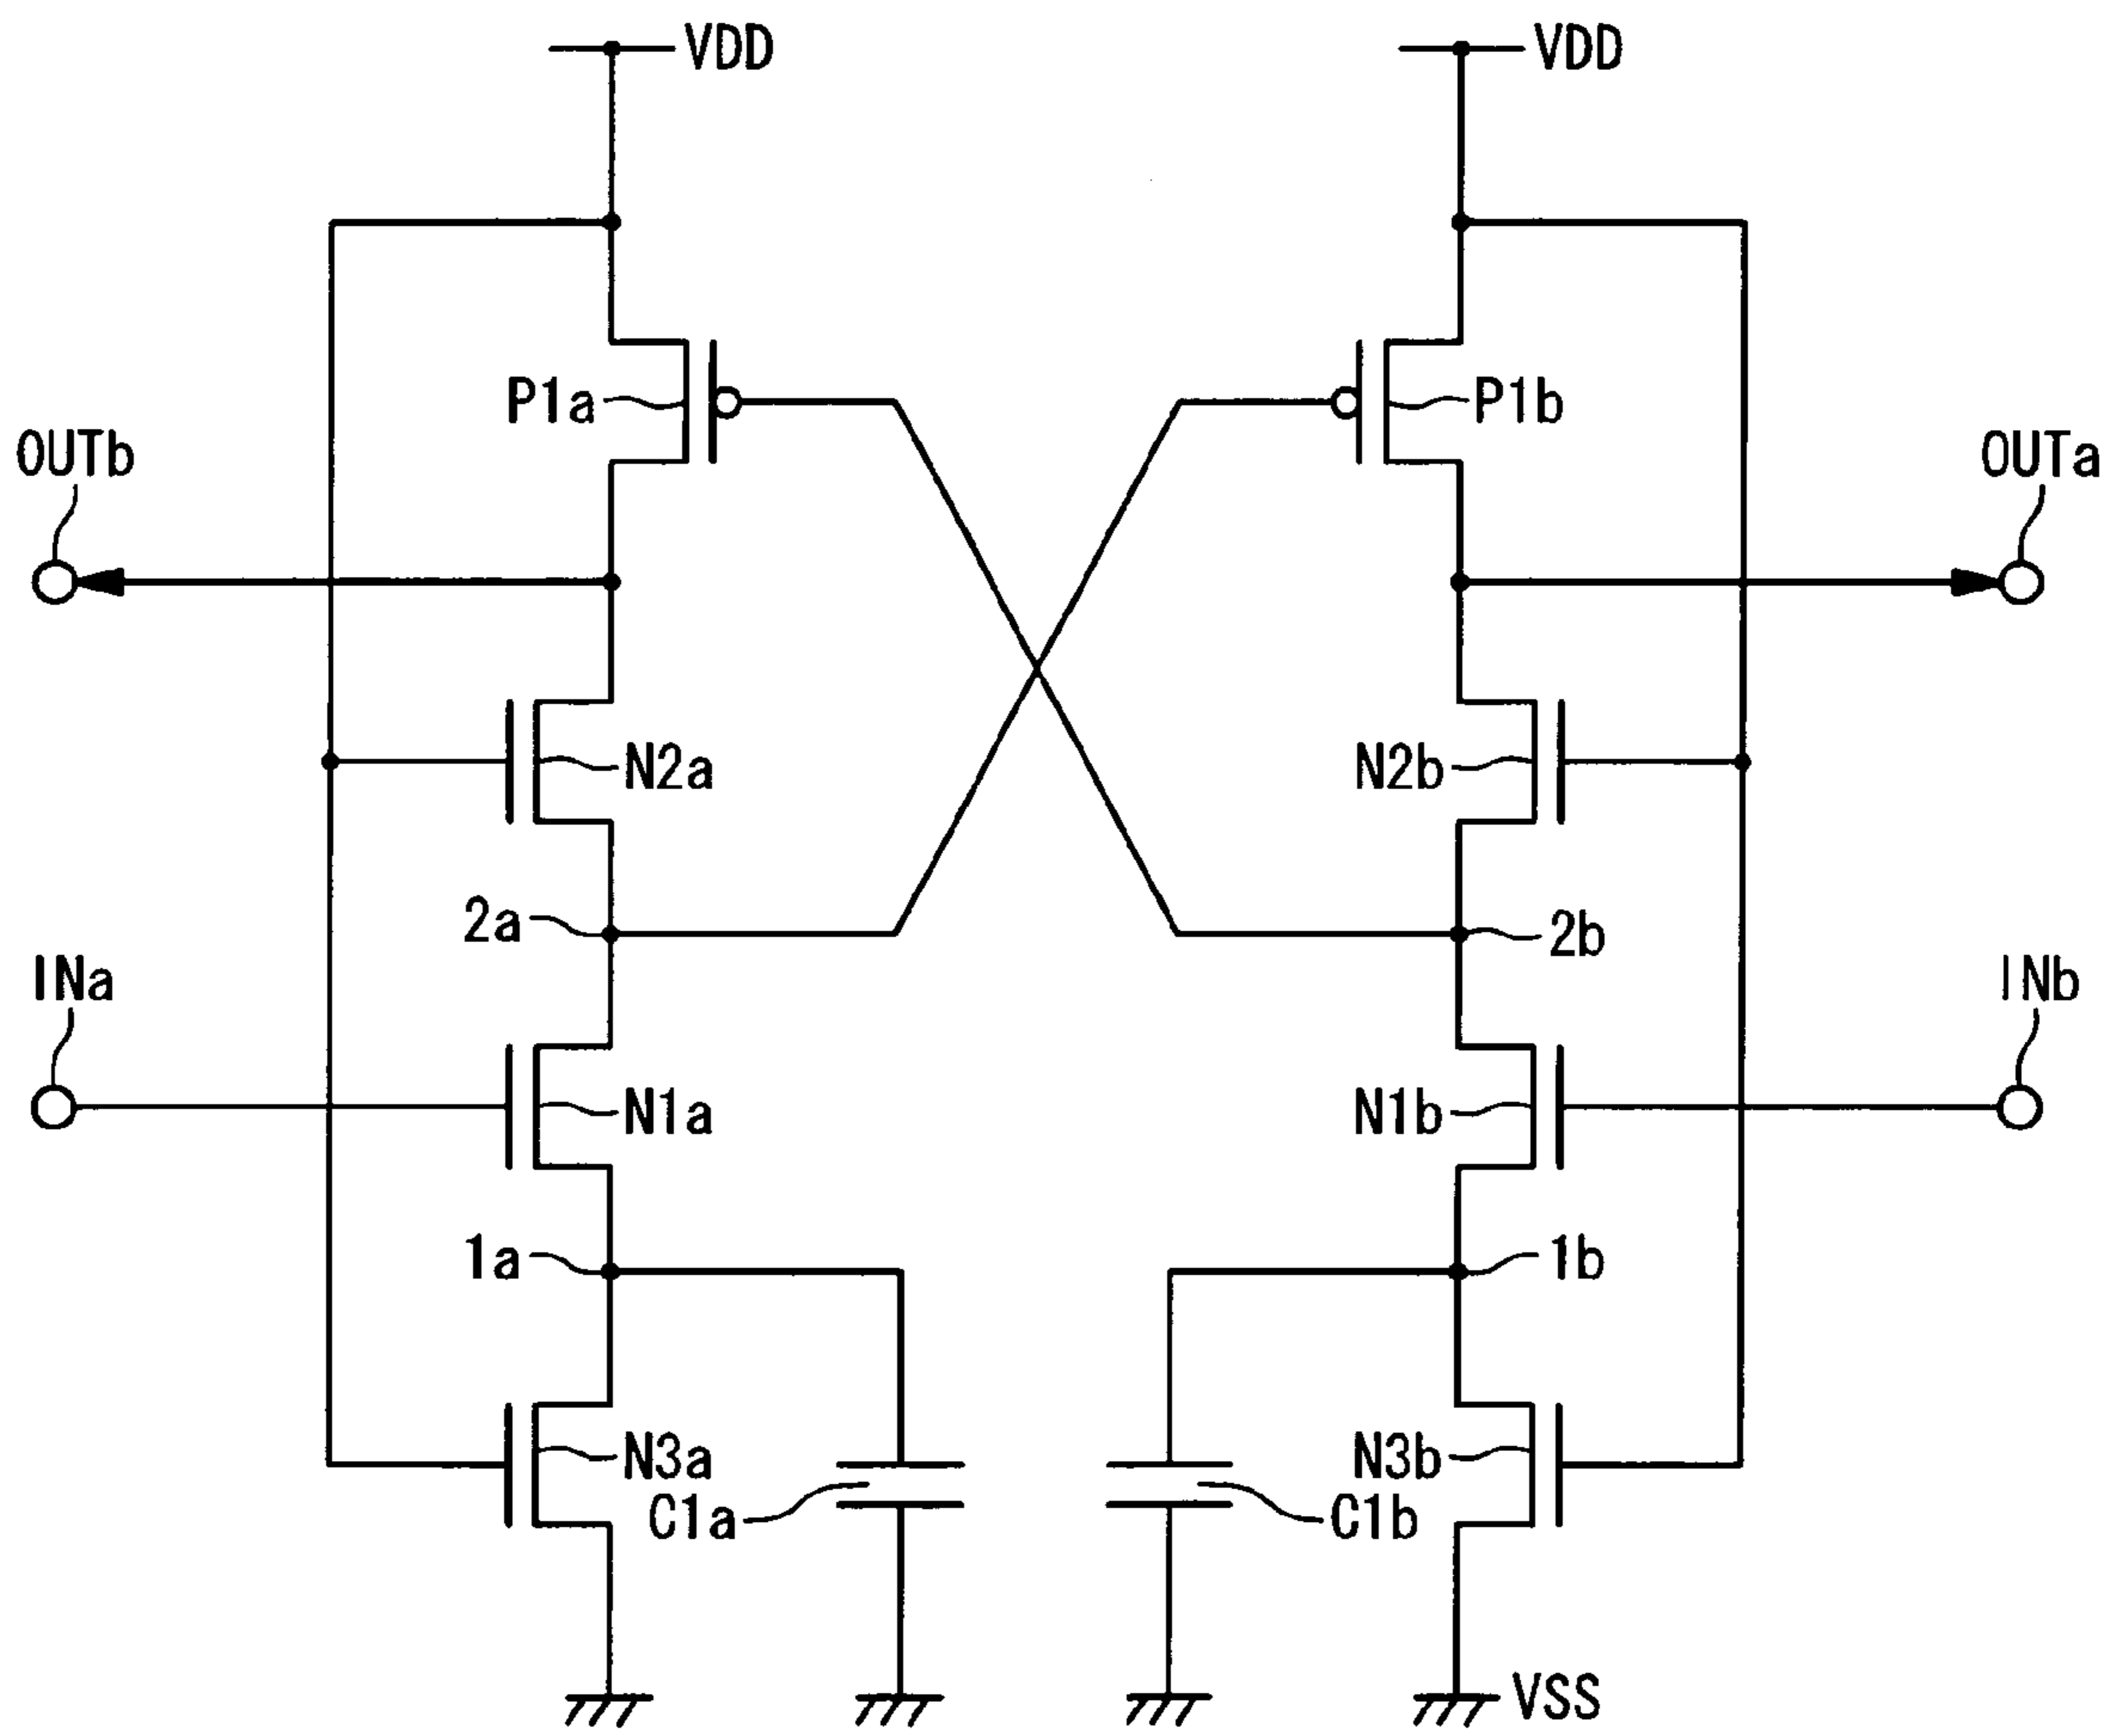 VDD
VDD
P1a
P1b
OUTb
OUTa
N2a
N2b
2a
2b
INa
INb
N1a
N1b
1a
1b
N3a
N3b
C1a
C1b
VSS